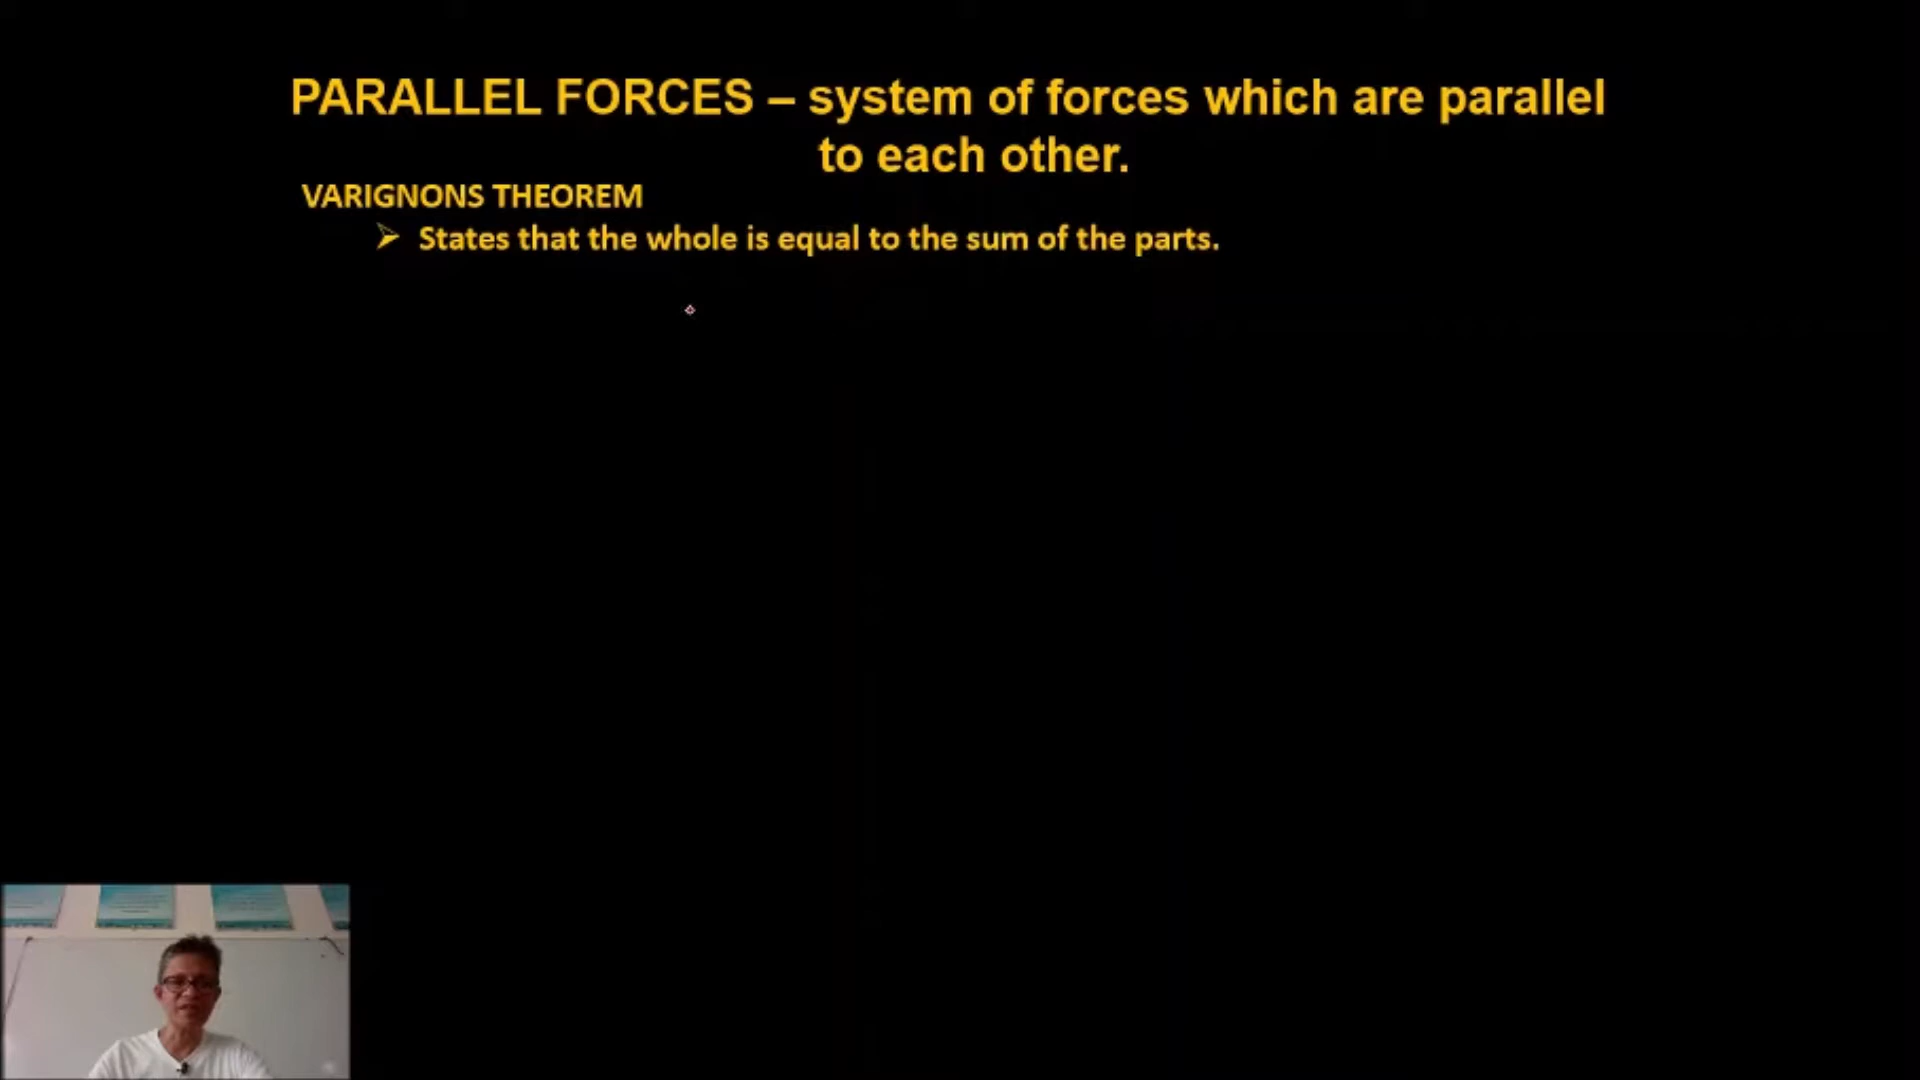 PARALLEL FORCES – system of forces which are parallel
to each other.
VARIGNONS THEOREM
➢ States that the whole is equal to the sum of the parts.